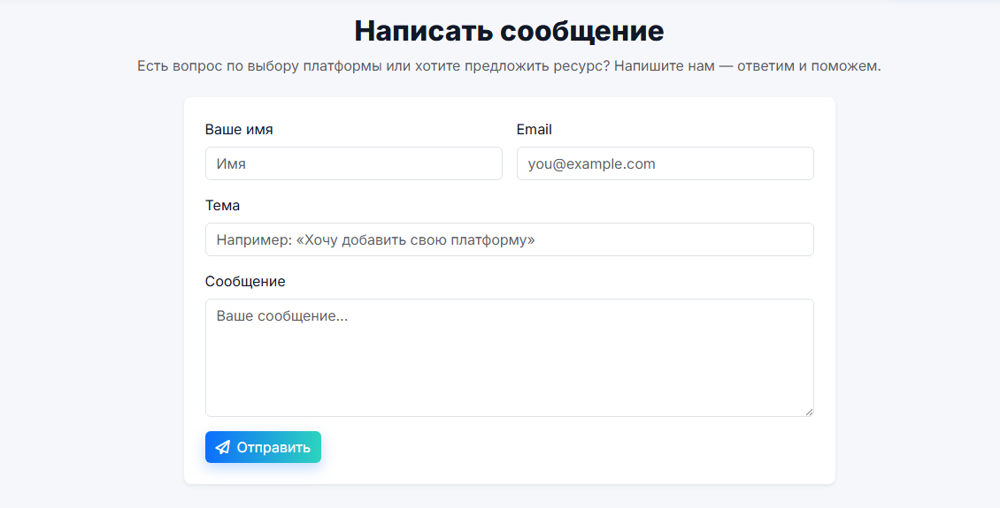 Написать сообщение
Есть вопрос по выбору платформы или хотите предложить ресурс? Напишите нам — ответим и поможем.
Ваше имя
Email
Имя
you@example.com
Тема
Например: «Хочу добавить свою платформу»
Сообщение
Ваше сообщение...
Отправить